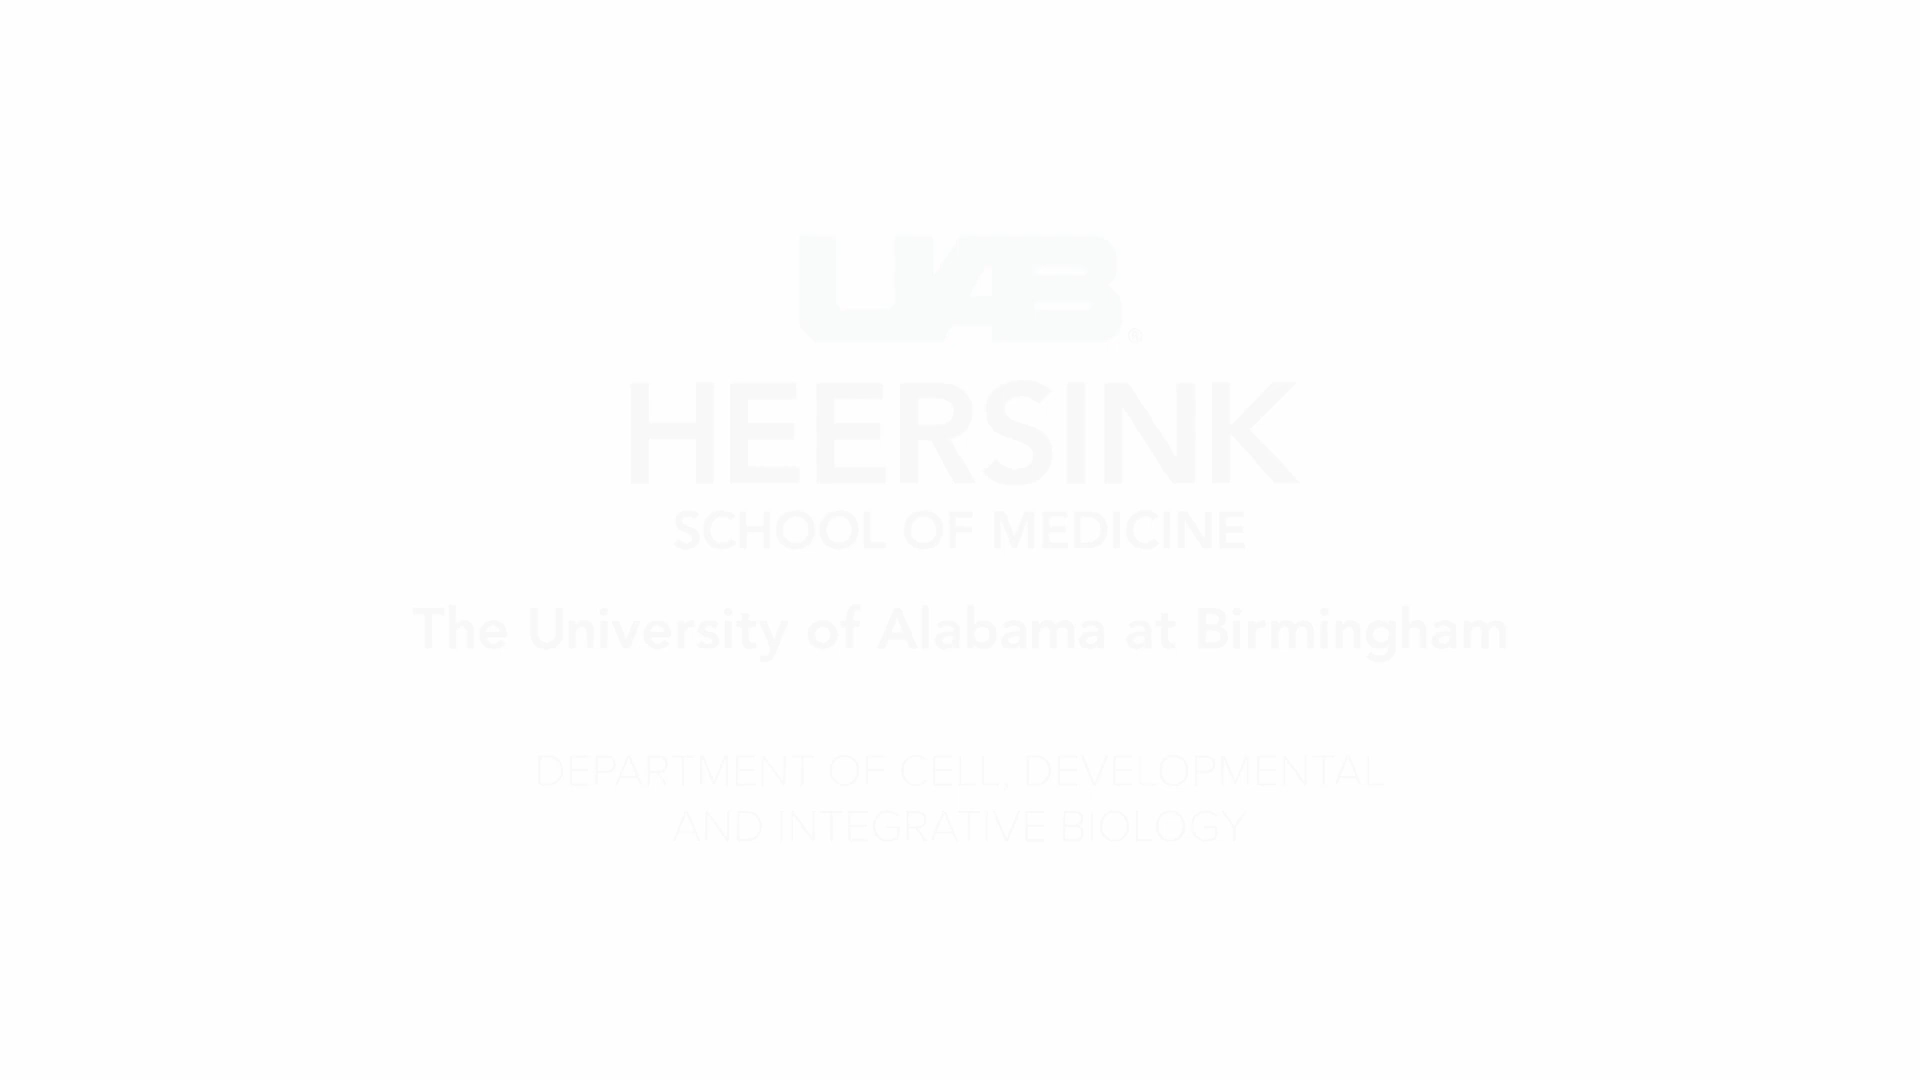 UAB®
HEERSINK
SCHOOL OF MEDICINE
The University of Alabama at Birmingham
DEPARTMENT OF CELL, DEVELOPMENTAL
AND INTEGRATIVE BIOLOGY